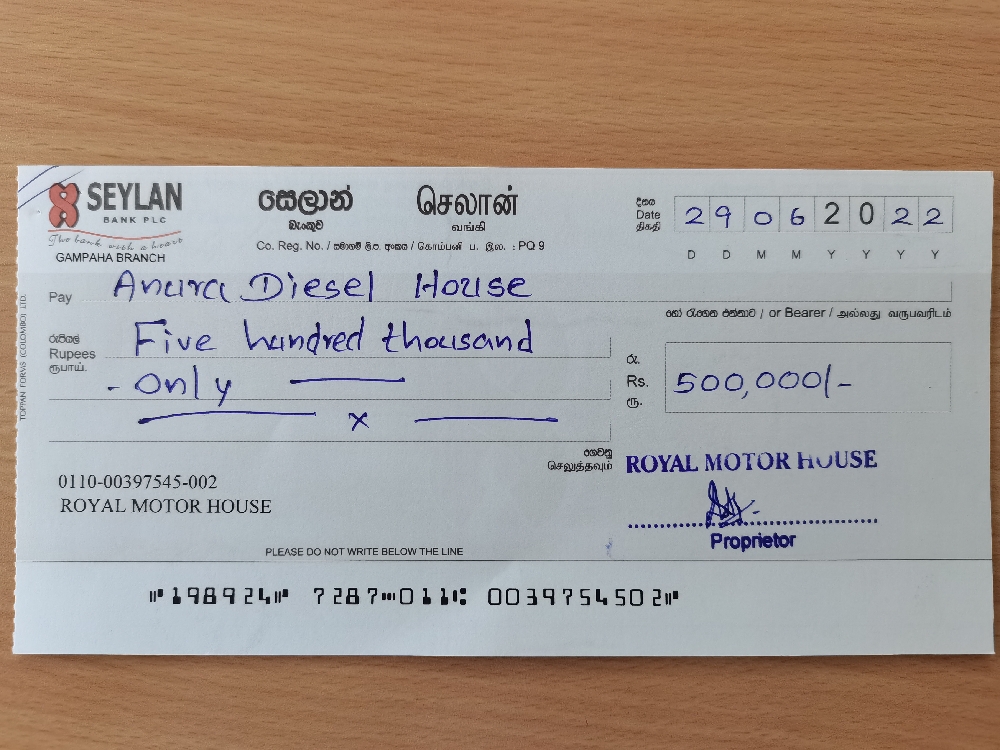 SEYLAN
BANK PLC
The bank with a heart
GAMPAHA BRANCH
සෙලාන්
බැංකුව
செலான்
வங்கி
Co. Reg. No. / සමාගම් ලි.ප. අංකය / கொம்பனி ப. இல. : PQ 9
දිනය
Date
திகதி
2 9 0 6 2 0 2 2
D D M M Y Y Y Y
Pay Anura Diesel House
හෝ රැගෙන එන්නාට / or Bearer / அல்லது வருபவரிடம்
රුපියල්
Rupees
ரூபாய்.
Five hundred thousand
- only
x
රු.
Rs.
ரூ.
500,000/-
ගෙවනු
செலுத்தவும்
0110-00397545-002
ROYAL MOTOR HOUSE
ROYAL MOTOR HOUSE
Proprietor
PLEASE DO NOT WRITE BELOW THE LINE
⑈198924⑈ 7287⑉011⑆ 003975450 2⑈
TOPPAN FORMS (COLOMBO) LTD.